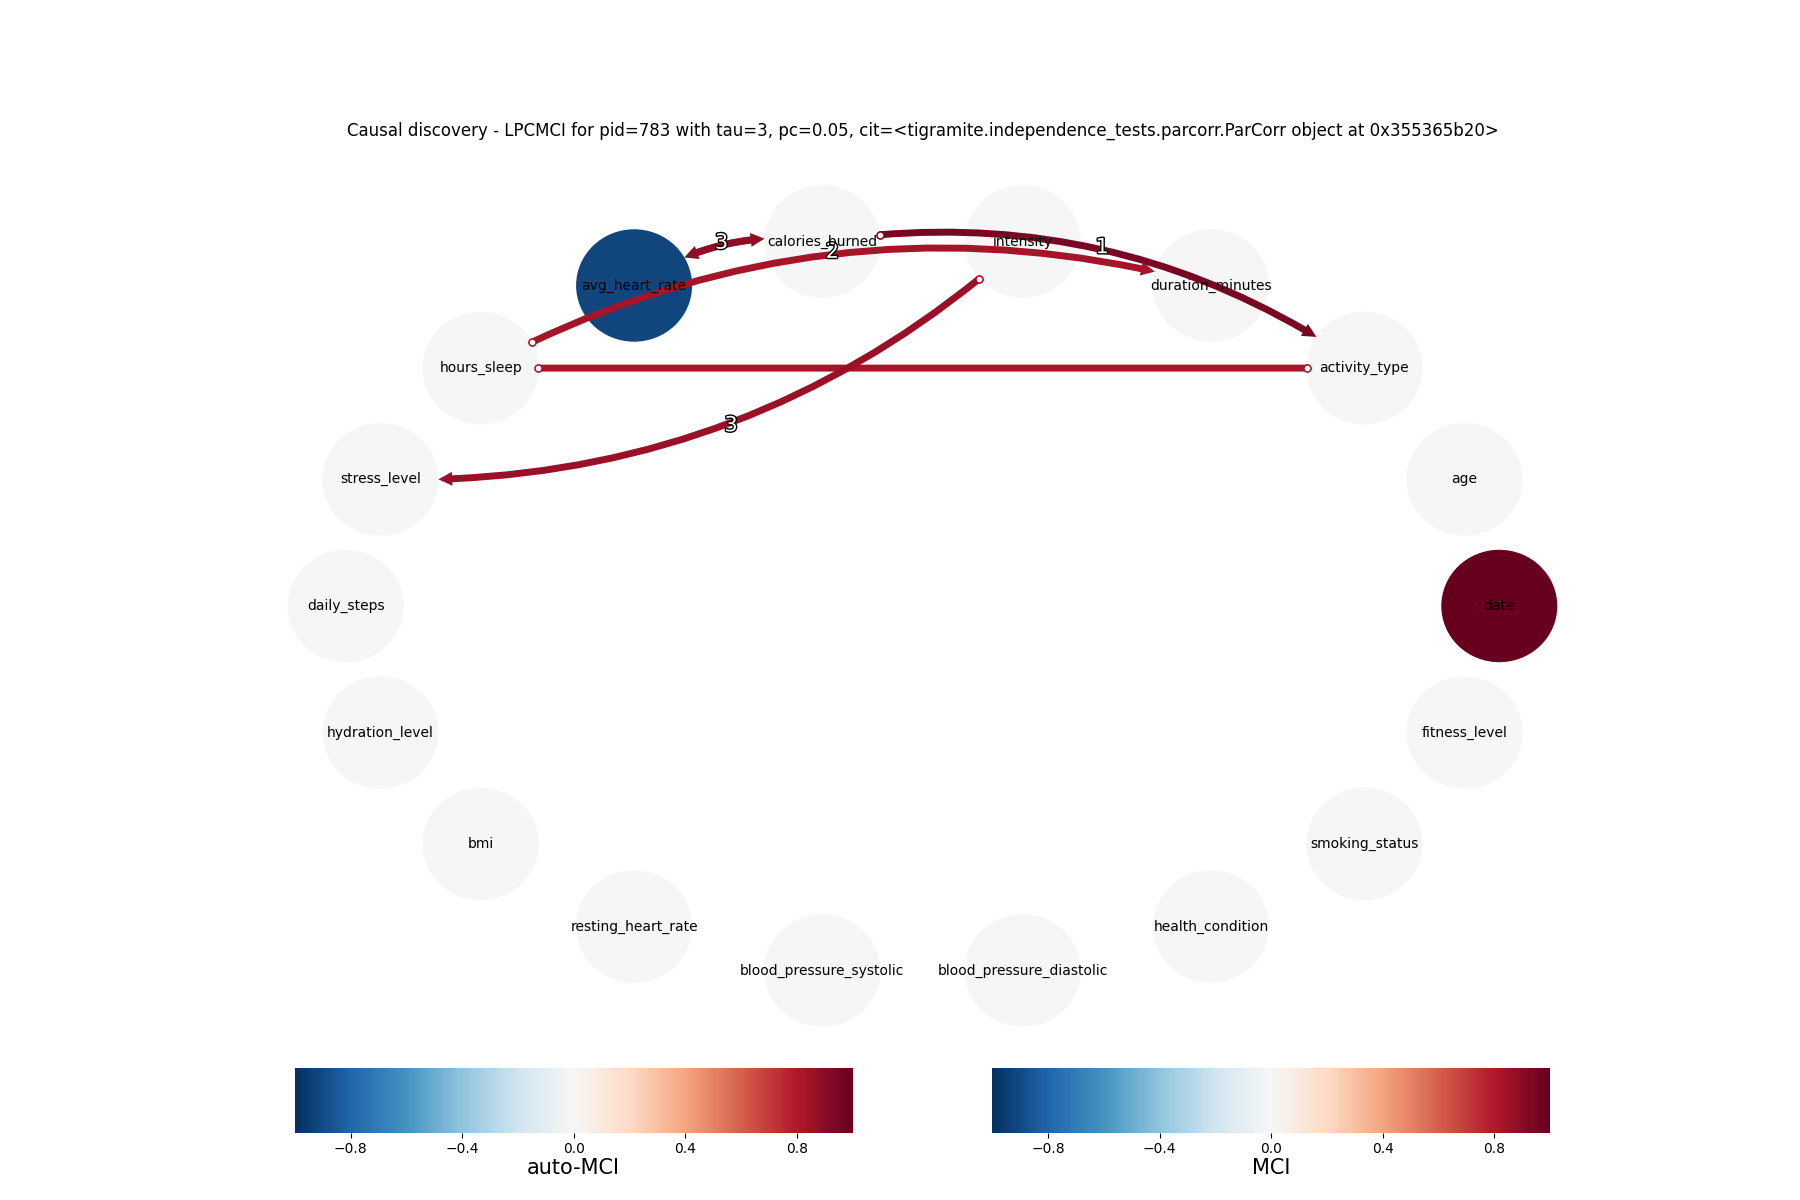 Causal discovery - LPCMCI for pid=783 with tau=3, pc=0.05, cit=<tigramite.independence_tests.parcorr.ParCorr object at 0x355365b20>
3
calories_burned
2
intensity
1
avg_heart_rate
duration_minutes
hours_sleep
activity_type
3
stress_level
age
daily_steps
date
hydration_level
fitness_level
bmi
smoking_status
resting_heart_rate
health_condition
blood_pressure_systolic
blood_pressure_diastolic
−0.8 −0.4 0.0 0.4 0.8
auto-MCI
−0.8 −0.4 0.0 0.4 0.8
MCI